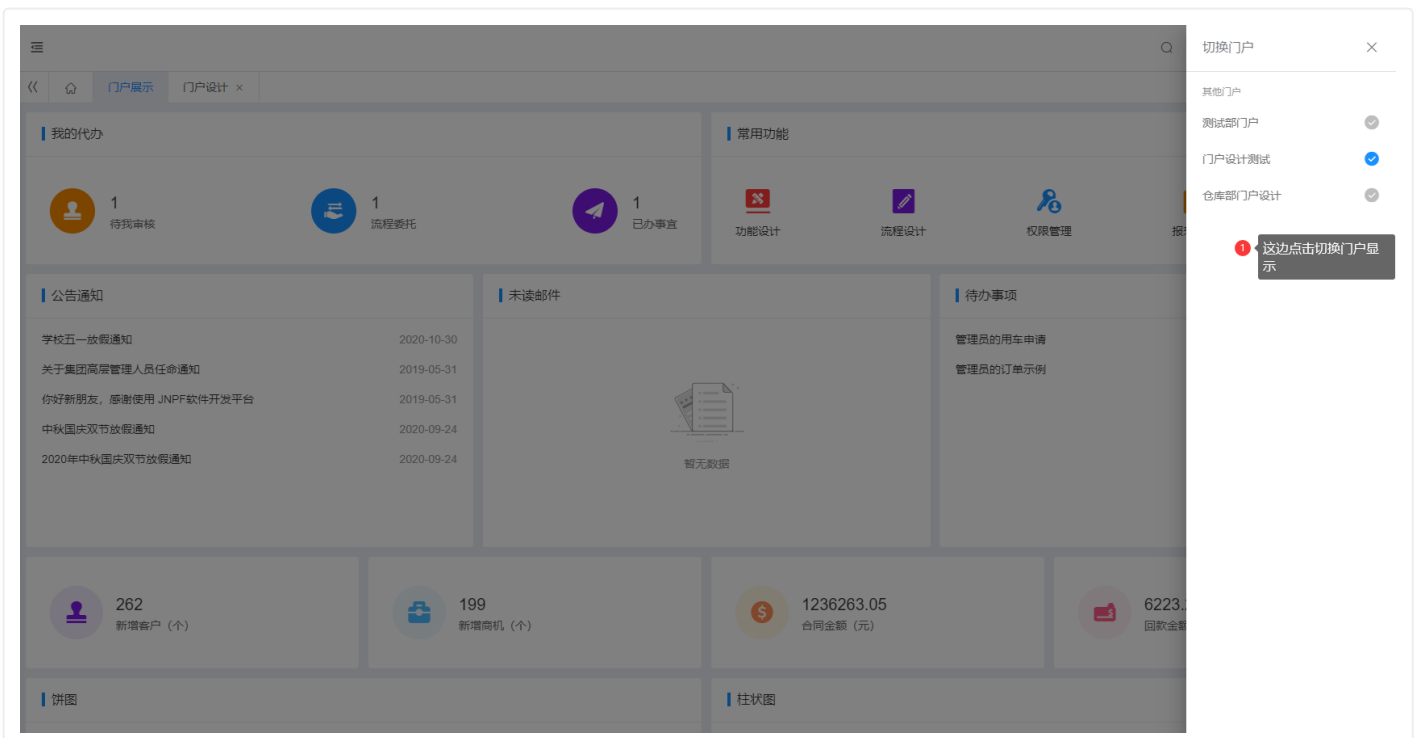 切换门户
门户展示
门户设计
其他门户
测试部门户
门户设计测试
仓库部门户设计
1
这边点击切换门户显
示
我的代办
常用功能
1
待我审核
1
流程委托
1
已办事宜
功能设计
流程设计
权限管理
公告通知
未读邮件
待办事项
学校五一放假通知 2020-10-30
关于集团高层管理人员任命通知 2019-05-31
你好新朋友，感谢使用 JNPF软件开发平台 2019-05-31
中秋国庆双节放假通知 2020-09-24
2020年中秋国庆双节放假通知 2020-09-24
暂无数据
管理员的用车申请
管理员的订单示例
262
新增客户（个）
199
新增商机（个）
1236263.05
合同金额（元）
6223.
回款金额
饼图
柱状图